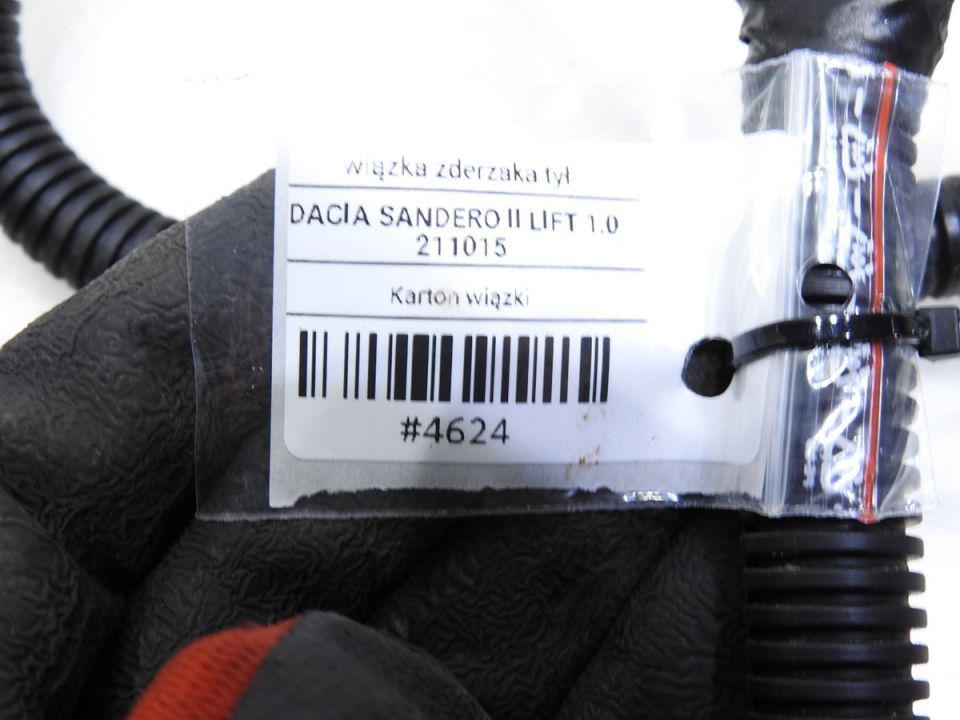 wiązka zderzaka tył
DACIA SANDERO II LIFT 1.0
211015
Karton wiązki
#4624